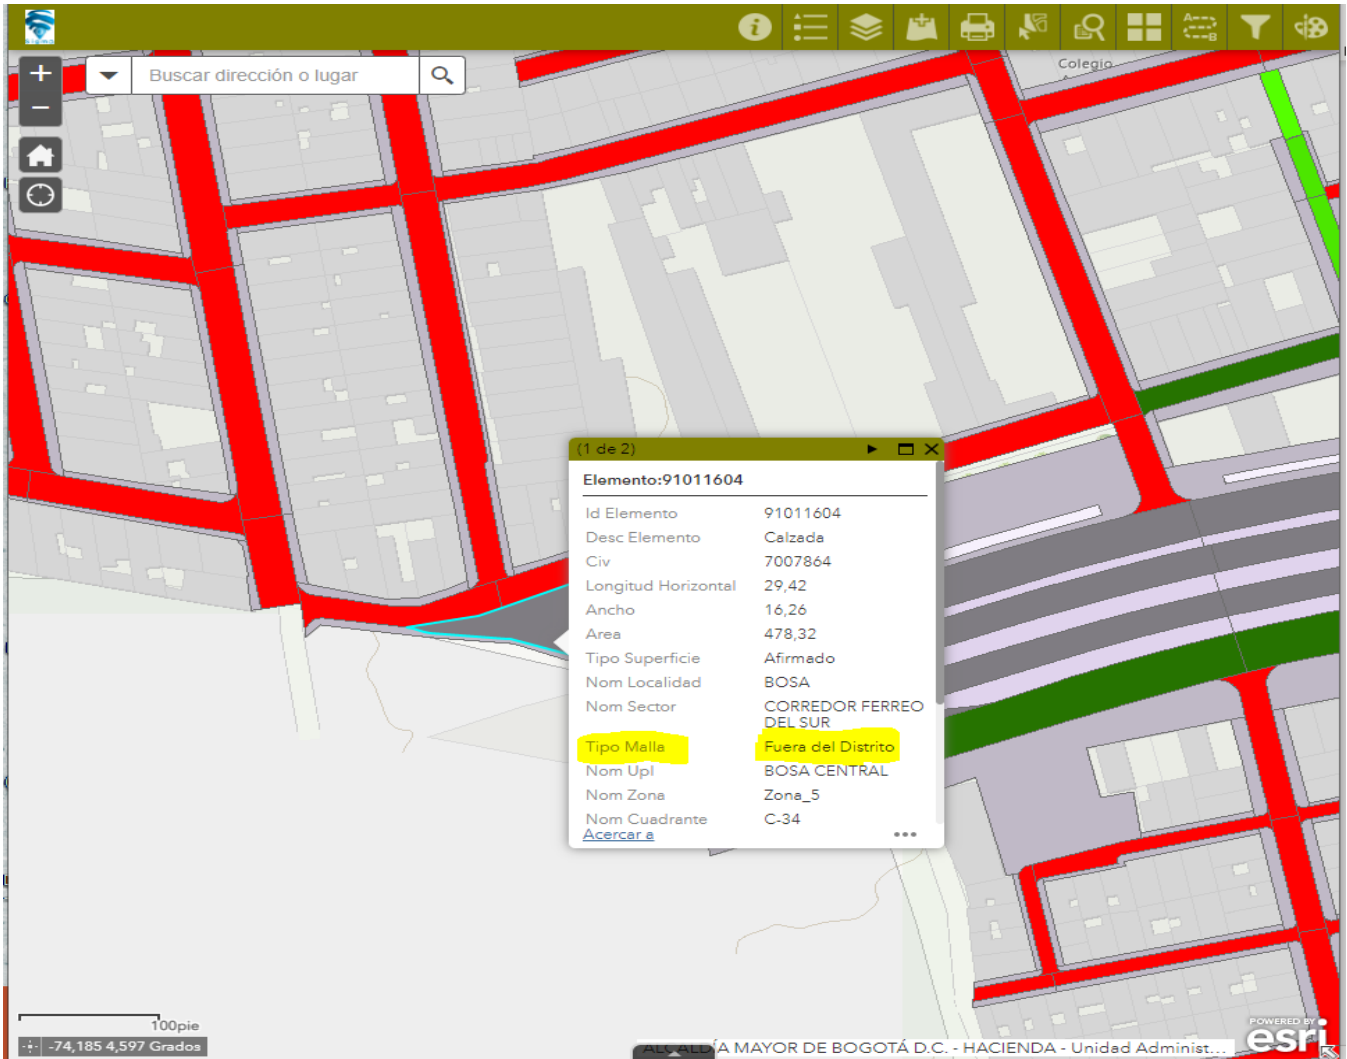 Buscar dirección o lugar
Colegio
(1 de 2)
Elemento:91011604
Id Elemento 91011604
Desc Elemento Calzada
Civ 7007864
Longitud Horizontal 29,42
Ancho 16,26
Area 478,32
Tipo Superficie Afirmado
Nom Localidad BOSA
Nom Sector CORREDOR FERREO
DEL SUR
Tipo Malla Fuera del Distrito
Nom Upl BOSA CENTRAL
Nom Zona Zona_5
Nom Cuadrante C-34
Acercar a
100pie
-74,185 4,597 Grados
ALCALDÍA MAYOR DE BOGOTÁ D.C. - HACIENDA - Unidad Administ...
POWERED BY
esri